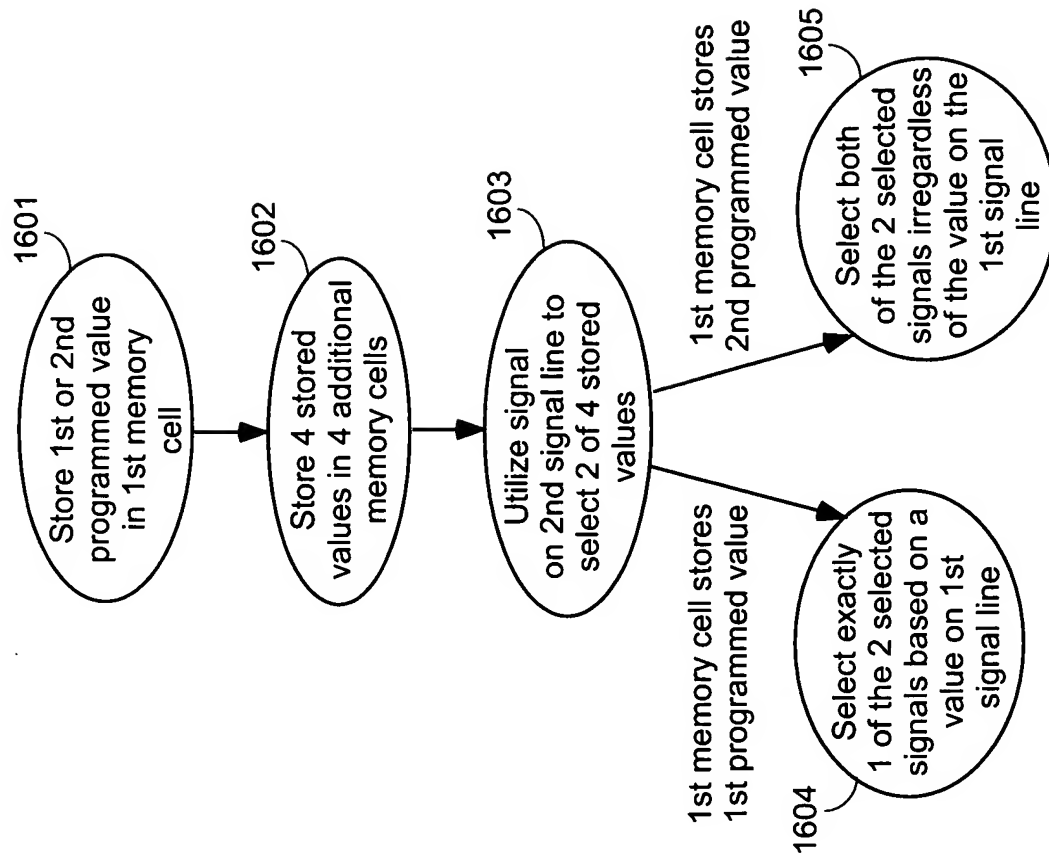 1601
Store 1st or 2nd
programmed value
in 1st memory
cell
1602
Store 4 stored
values in 4 additional
memory cells
1603
Utilize signal
on 2nd signal line to
select 2 of 4 stored
values
1st memory cell stores
1st programmed value
1st memory cell stores
2nd programmed value
1604
Select exactly
1 of the 2 selected
signals based on a
value on 1st
signal line
1605
Select both
of the 2 selected
signals irregardless
of the value on the
1st signal
line